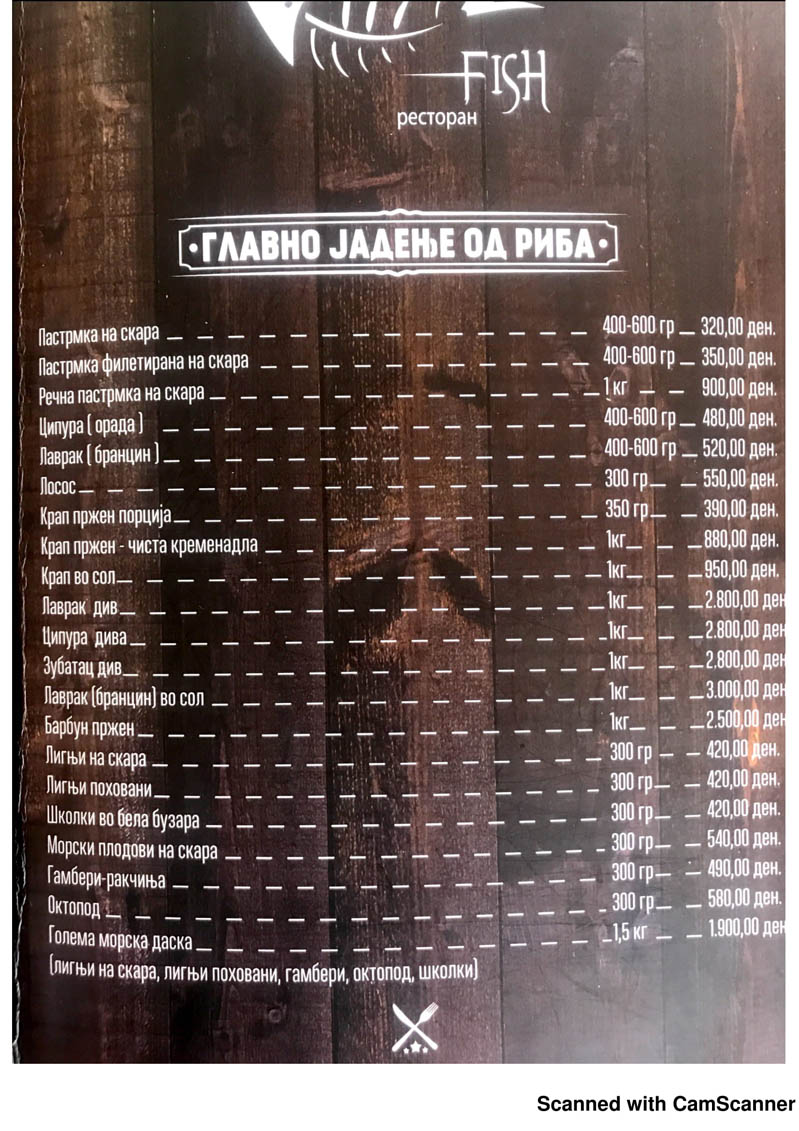 FISH
ресторан
·ГЛАВНО ЈАДЕЊЕ ОД РИБА·
Пастрмка на скара 400-600 гр 320,00 ден.
Пастрмка филетирана на скара 400-600 гр 350,00 ден.
Речна пастрмка на скара 1 кг 900,00 ден.
Ципура ( орада ) 400-600 гр 480,00 ден.
Лаврак ( бранцин ) 400-600 гр 520,00 ден.
Лосос 300 гр 550,00 ден.
Крап пржен порција 350 гр 390,00 ден.
Крап пржен - чиста кременадла 1кг 880,00 ден.
Крап во сол 1кг 950,00 ден.
Лаврак див 1кг 2.800,00 ден
Ципура дива 1кг 2.800,00 ден
Зубатац див 1кг 2.800,00 ден
Лаврак (бранцин) во сол 1кг 3.000,00 ден
Барбун пржен 1кг 2.500,00 ден
Лигњи на скара 300 гр 420,00 ден.
Лигњи поховани 300 гр 420,00 ден.
Школки во бела бузара 300 гр 420,00 ден.
Морски плодови на скара 300 гр 540,00 ден.
Гамбери-ракчиња 300 гр 490,00 ден.
Октопод 300 гр 580,00 ден.
Голема морска даска 1,5 кг 1.900,00 ден
(лигњи на скара, лигњи поховани, гамбери, октопод, школки)
Scanned with CamScanner